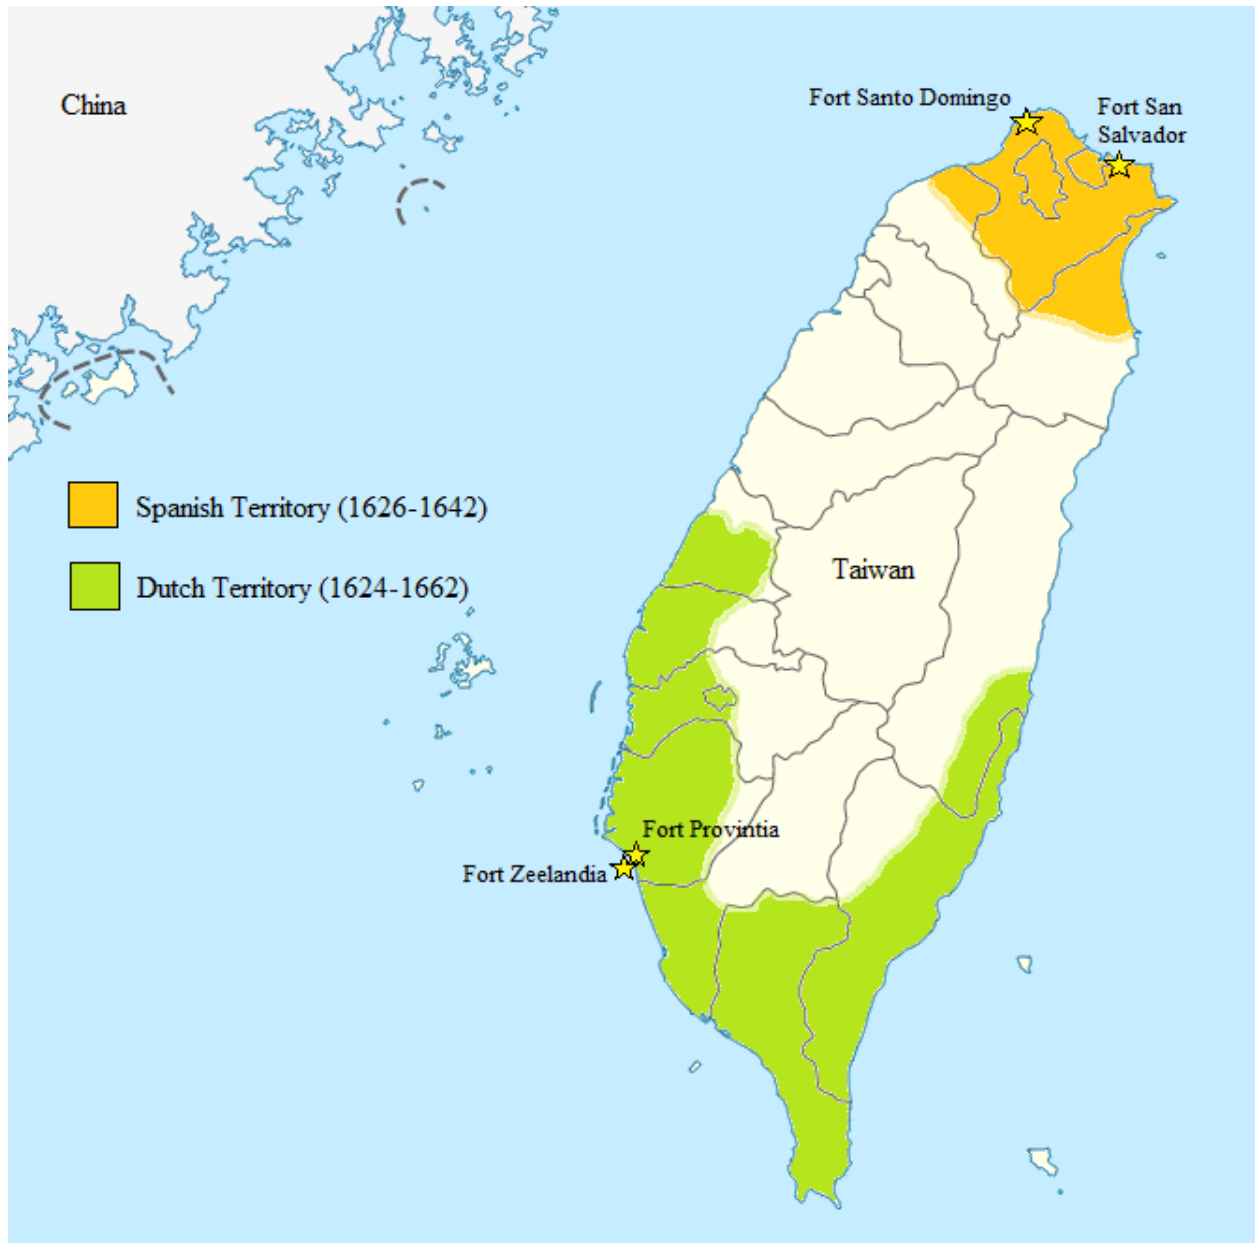 China
Fort Santo Domingo
Fort San
Salvador
Spanish Territory (1626-1642)
Dutch Territory (1624-1662)
Taiwan
Fort Provintia
Fort Zeelandia